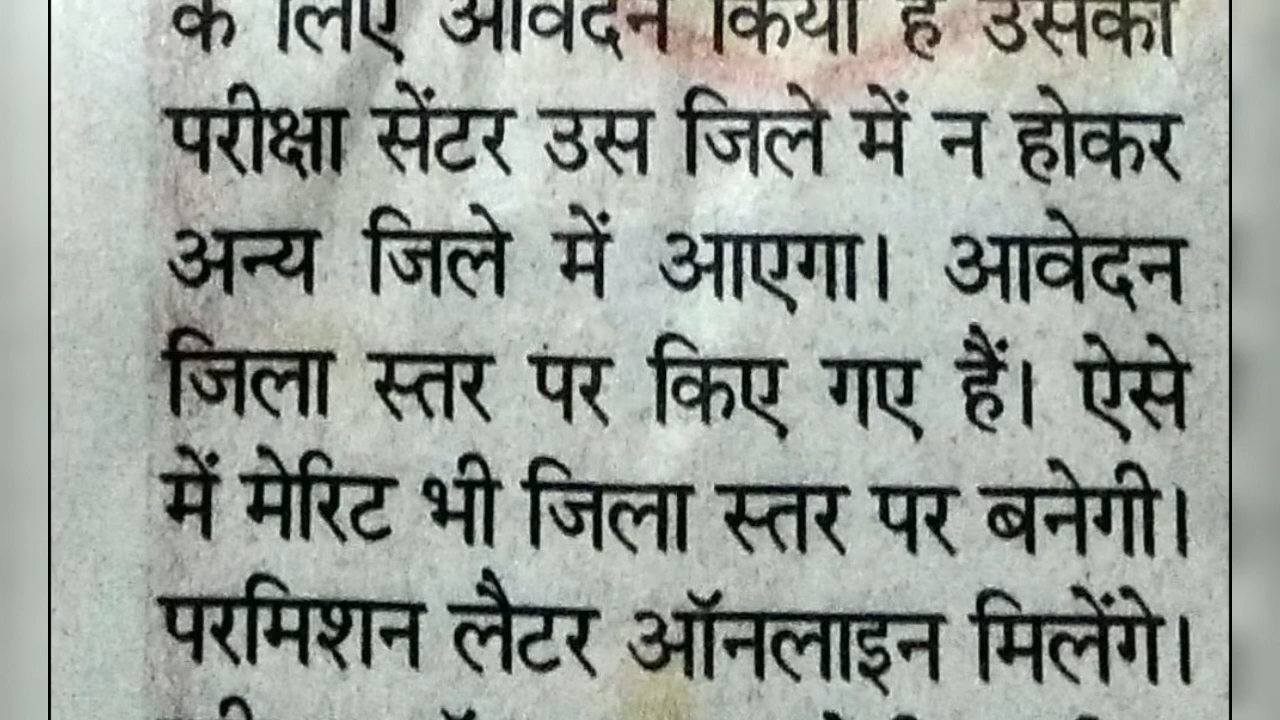 के लिए आवेदन किया है उसका
परीक्षा सेंटर उस जिले में न होकर
अन्य जिले में आएगा। आवेदन
जिला स्तर पर किए गए हैं। ऐसे
में मेरिट भी जिला स्तर पर बनेगी।
परमिशन लैटर ऑनलाइन मिलेंगे।